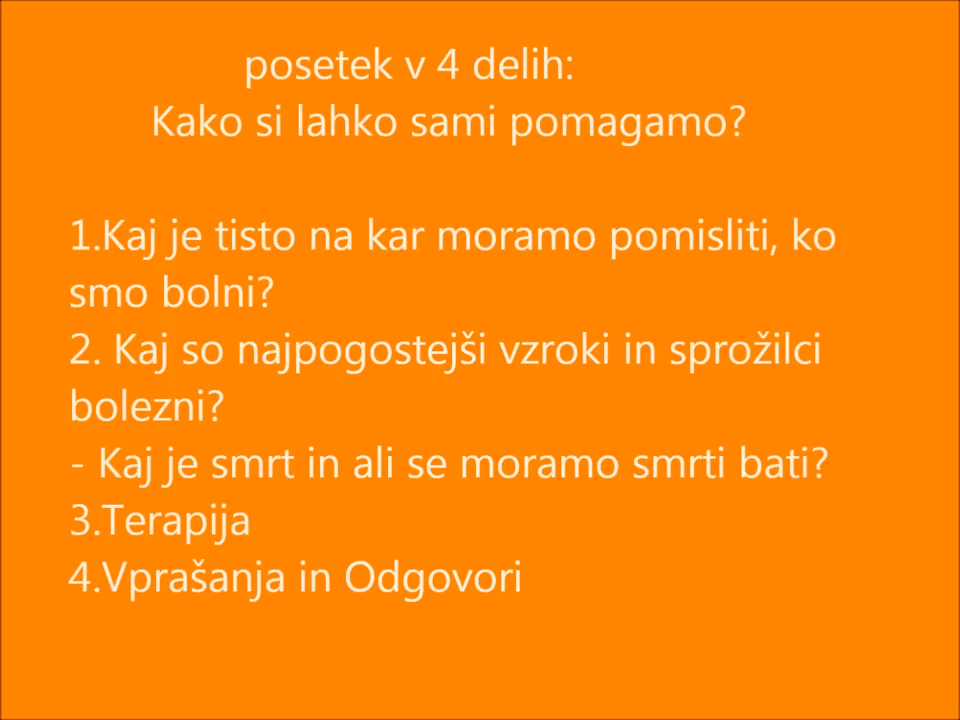 posetek v 4 delih:
Kako si lahko sami pomagamo?
1.Kaj je tisto na kar moramo pomisliti, ko
smo bolni?
2. Kaj so najpogostejši vzroki in sprožilci
bolezni?
- Kaj je smrt in ali se moramo smrti bati?
3.Terapija
4.Vprašanja in Odgovori